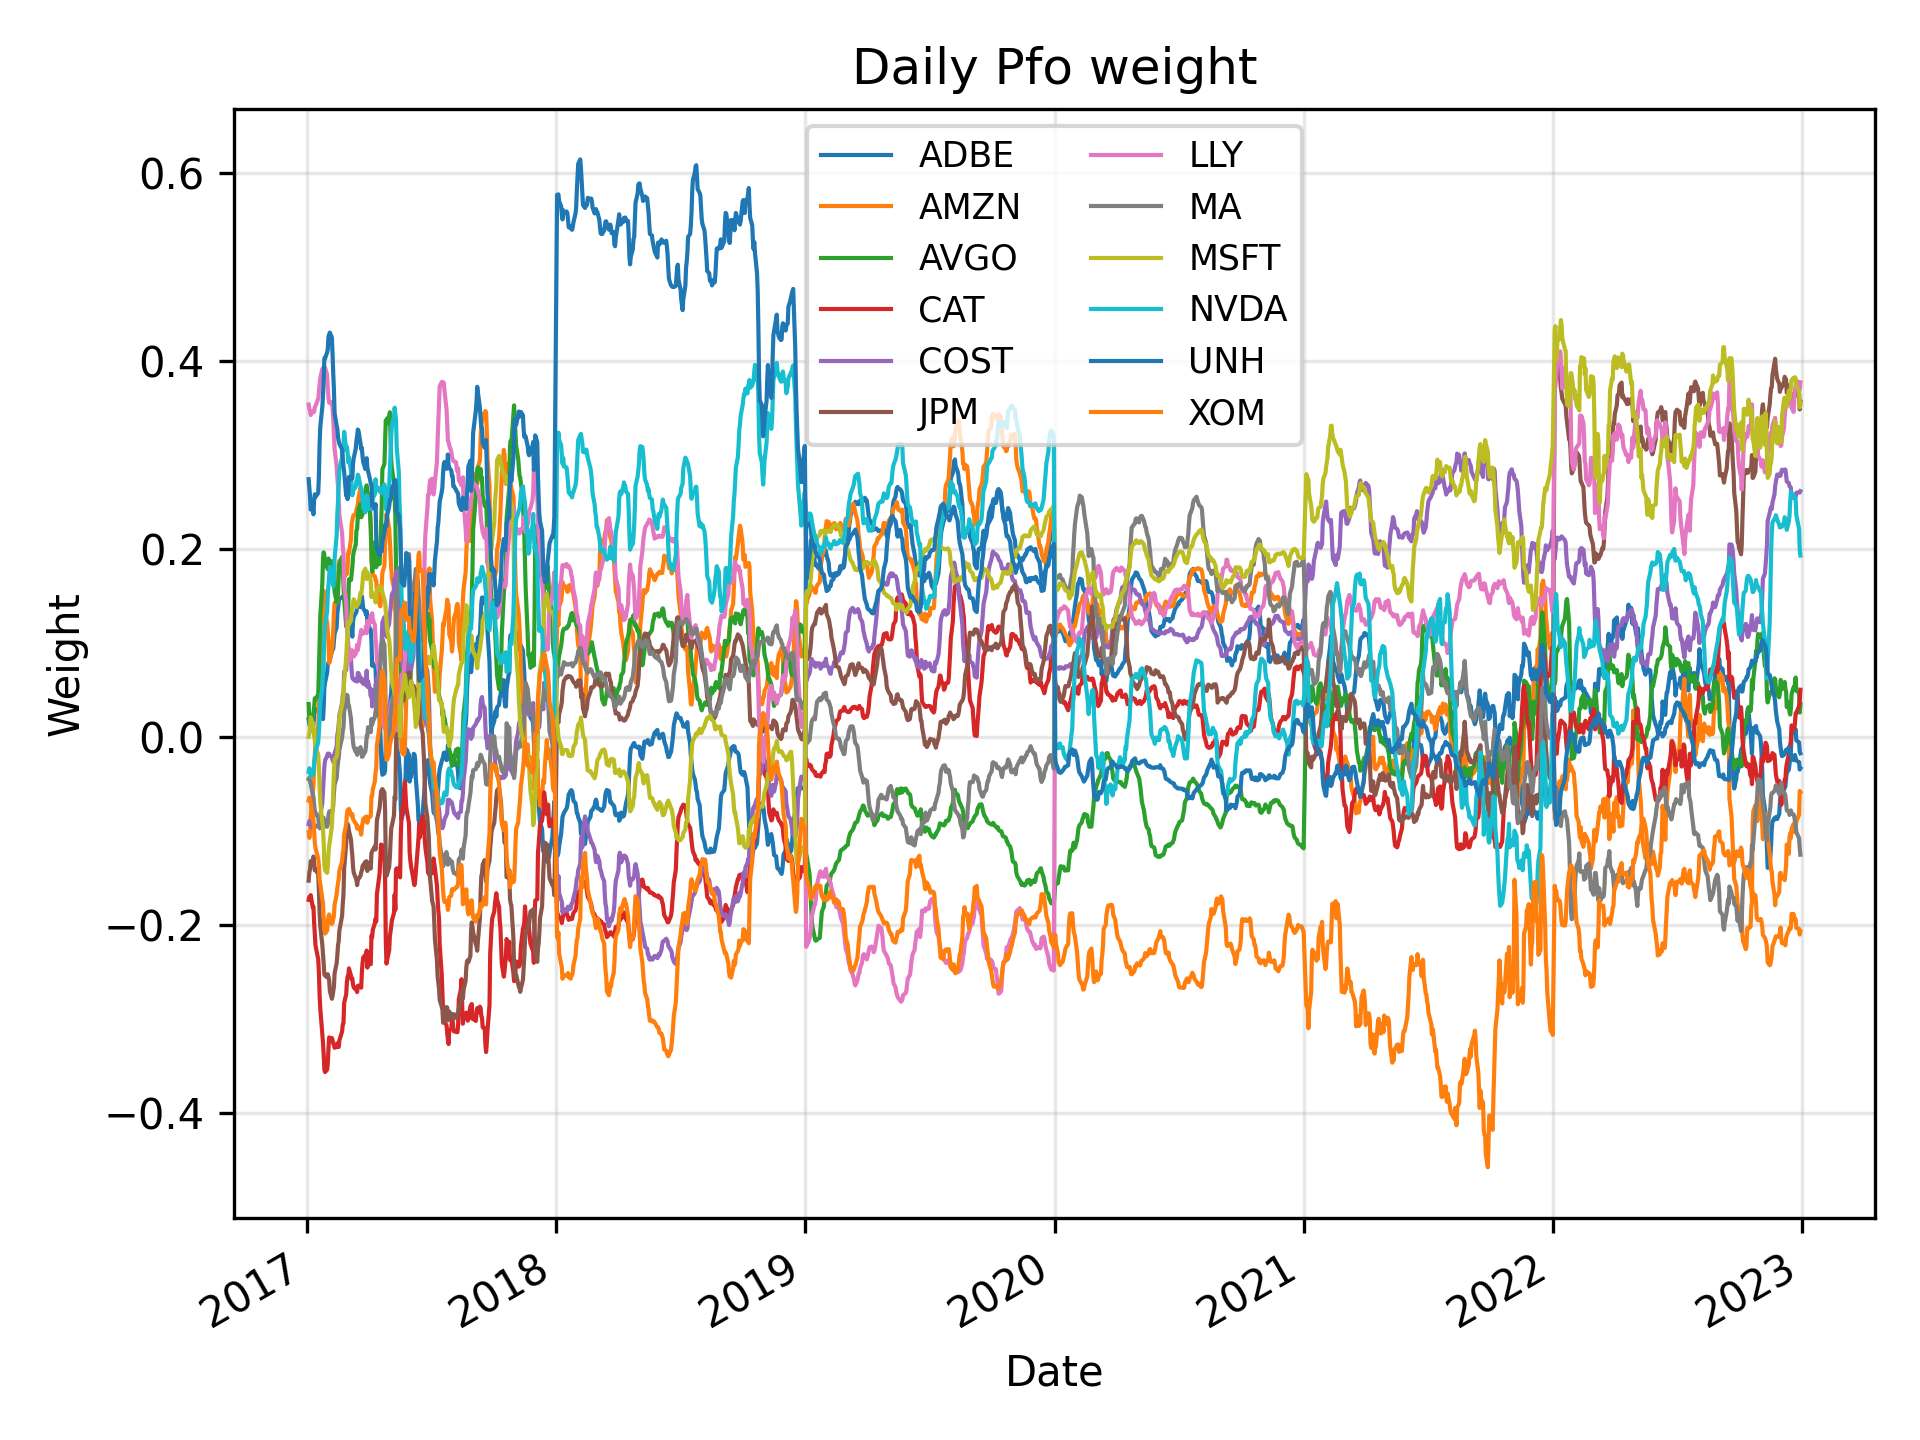 Daily Pfo weight
ADBE
AMZN
AVGO
CAT
COST
JPM
LLY
MA
MSFT
NVDA
UNH
XOM
Weight
0.6
0.4
0.2
0.0
−0.2
−0.4
2017
2018
2019
2020
2021
2022
2023
Date